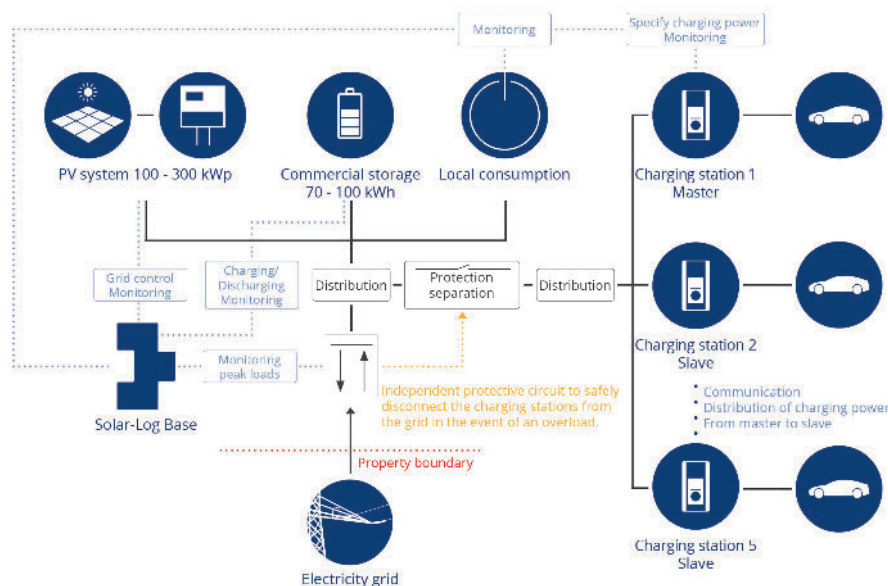 Monitoring
Specify charging power
Monitoring
PV system 100 - 300 kWp
Commercial storage
70 - 100 kWh
Local consumption
Charging station 1
Master
Grid control
Monitoring
Charging/
Discharging
Monitoring
Distribution
Protection
separation
Distribution
Charging station 2
Slave
Monitoring
peak loads
Solar-Log Base
Independent protective circuit to safely
disconnect the charging stations from
the grid in the event of an overload.
Communication
Distribution of charging power
From master to slave
Property boundary
Charging station 5
Slave
Electricity grid